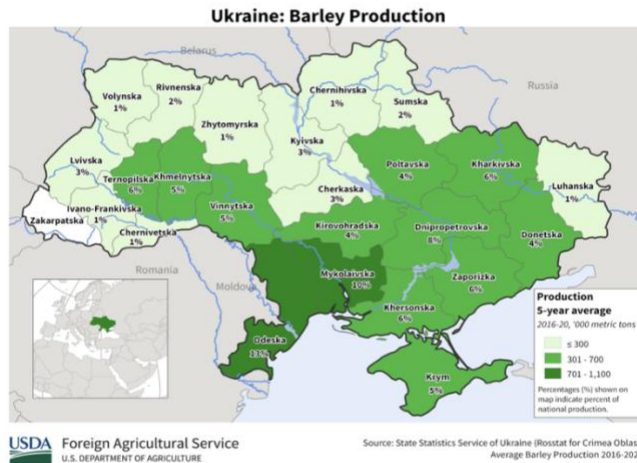 Ukraine: Barley Production
Belarus
Russia
Volynska
1%
Rivnenska
2%
Zhytomyrska
1%
Chernihivska
1%
Sumska
2%
Kyivska
3%
Lvivska
3%
Ternopilska
6%
Khmelnytska
5%
Vinnytska
5%
Cherkaska
3%
Poltavska
4%
Kharkivska
6%
Luhanska
1%
Ivano-Frankivska
1%
Zakarpatska
Chernivetska
1%
Kirovohradska
4%
Dnipropetrovska
8%
Donetska
4%
Romania
Moldova
Mykolaivska
10%
Zaporizka
6%
Khersonska
6%
Odeska
13%
Krym
5%
Production
5-year average
2016-20, '000 metric tons
≤ 300
301 - 700
701 - 1,100
Percentages (%) shown on
map indicate percent of
national production.
USDA Foreign Agricultural Service
U.S. DEPARTMENT OF AGRICULTURE
Source: State Statistics Service of Ukraine (Rosstat for Crimea Oblas
Average Barley Production 2016-202